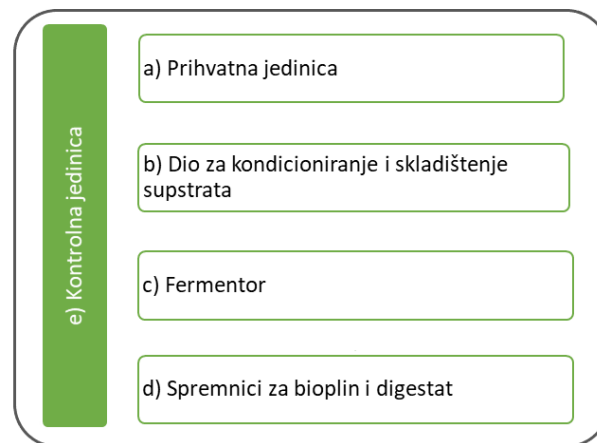 e) Kontrolna jedinica
a) Prihvatna jedinica
b) Dio za kondicioniranje i skladištenje
supstrata
c) Fermentor
d) Spremnici za bioplin i digestat